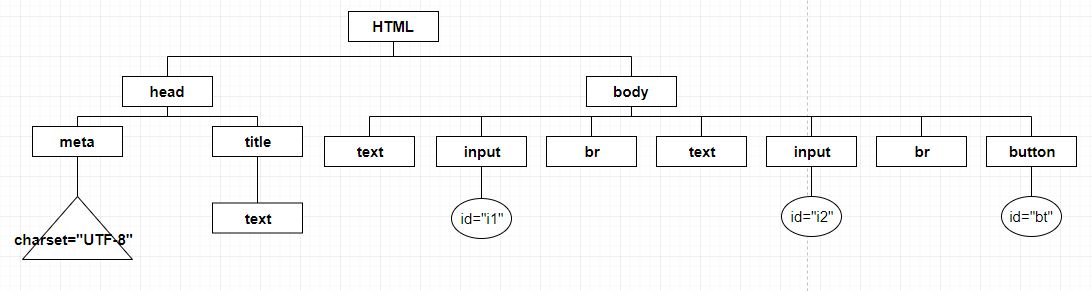 HTML
head
body
meta
title
text
input
br
text
input
br
button
text
id="i1"
id="i2"
id="bt"
charset="UTF-8"